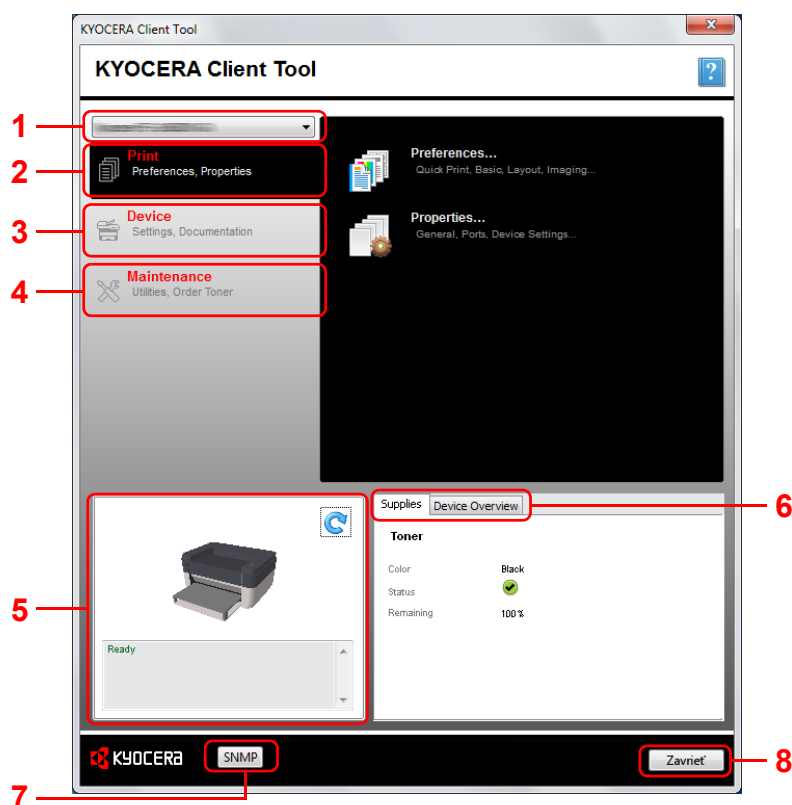 KYOCERA Client Tool
KYOCERA Client Tool
?
1
2
Print
Preferences, Properties
3
Device
Settings, Documentation
4
Maintenance
Utilities, Order Toner
Preferences...
Quick Print, Basic, Layout, Imaging...
Properties...
General, Ports, Device Settings...
5
Ready
Supplies Device Overview
6
Toner
Color Black
Status
Remaining 100 %
KYOCERA
SNMP
7
Zavrieť
8